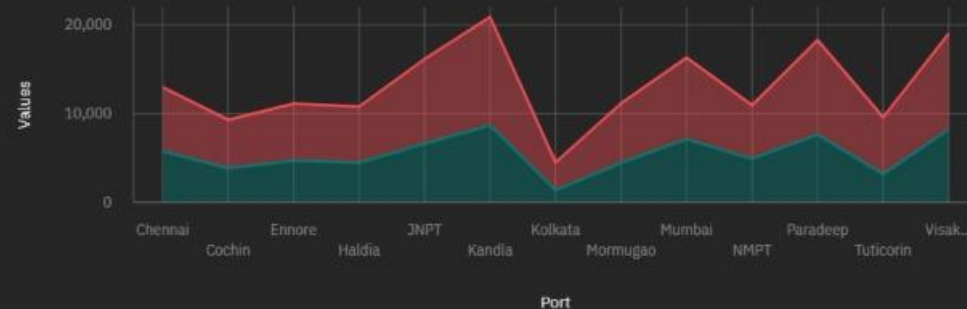 20,000
Values
10,000
0
Chennai Ennore JNPT Kolkata Mumbai Paradeep Visak...
Cochin Haldia Kandla Mormugao NMPT Tuticorin
Port